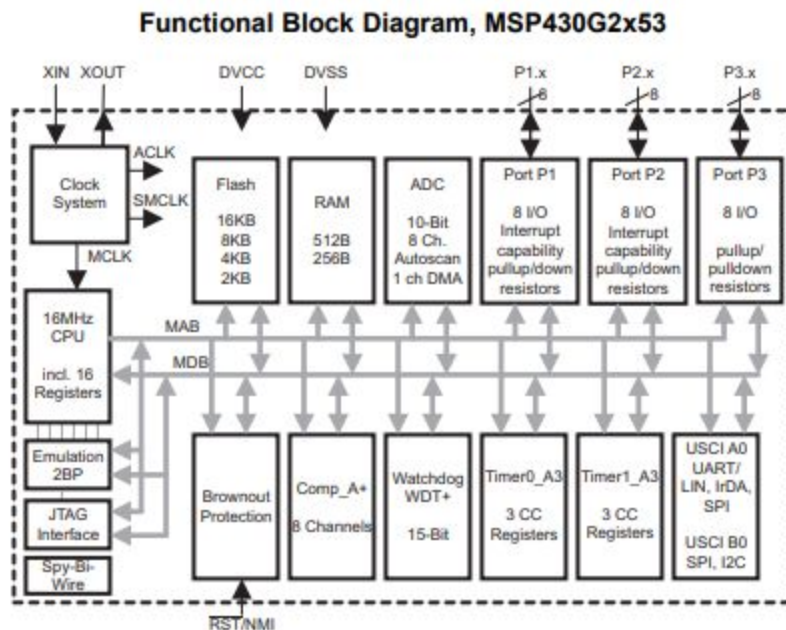 Functional Block Diagram, MSP430G2x53
XIN XOUT DVCC DVSS P1.x P2.x P3.x
8 8 8
ACLK
Clock
System
SMCLK
MCLK
Flash
16KB
8KB
4KB
2KB
RAM
512B
256B
ADC
10-Bit
8 Ch.
Autoscan
1 ch DMA
Port P1
8 I/O
Interrupt
capability
pullup/down
resistors
Port P2
8 I/O
Interrupt
capability
pullup/down
resistors
Port P3
8 I/O
pullup/
pulldown
resistors
16MHz
CPU
incl. 16
Registers
MAB
MDB
Emulation
2BP
JTAG
Interface
Spy-Bi-
Wire
Brownout
Protection
Comp_A+
8 Channels
Watchdog
WDT+
15-Bit
Timer0_A3
3 CC
Registers
Timer1_A3
3 CC
Registers
USCI A0
UART/
LIN, IrDA,
SPI
USCI B0
SPI, I2C
RST/NMI